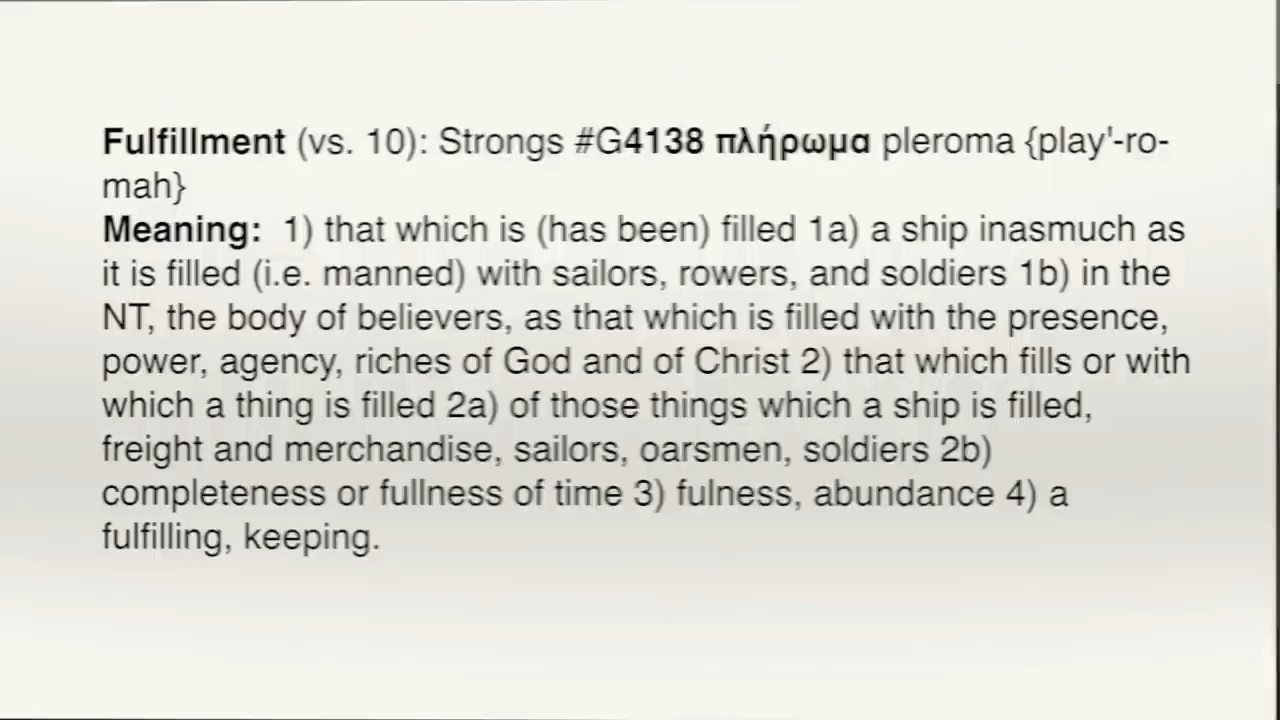 Fulfillment (vs. 10): Strongs #G4138 πλήρωμα pleroma {play'-ro-
mah}
Meaning: 1) that which is (has been) filled 1a) a ship inasmuch as
it is filled (i.e. manned) with sailors, rowers, and soldiers 1b) in the
NT, the body of believers, as that which is filled with the presence,
power, agency, riches of God and of Christ 2) that which fills or with
which a thing is filled 2a) of those things which a ship is filled,
freight and merchandise, sailors, oarsmen, soldiers 2b)
completeness or fullness of time 3) fulness, abundance 4) a
fulfilling, keeping.